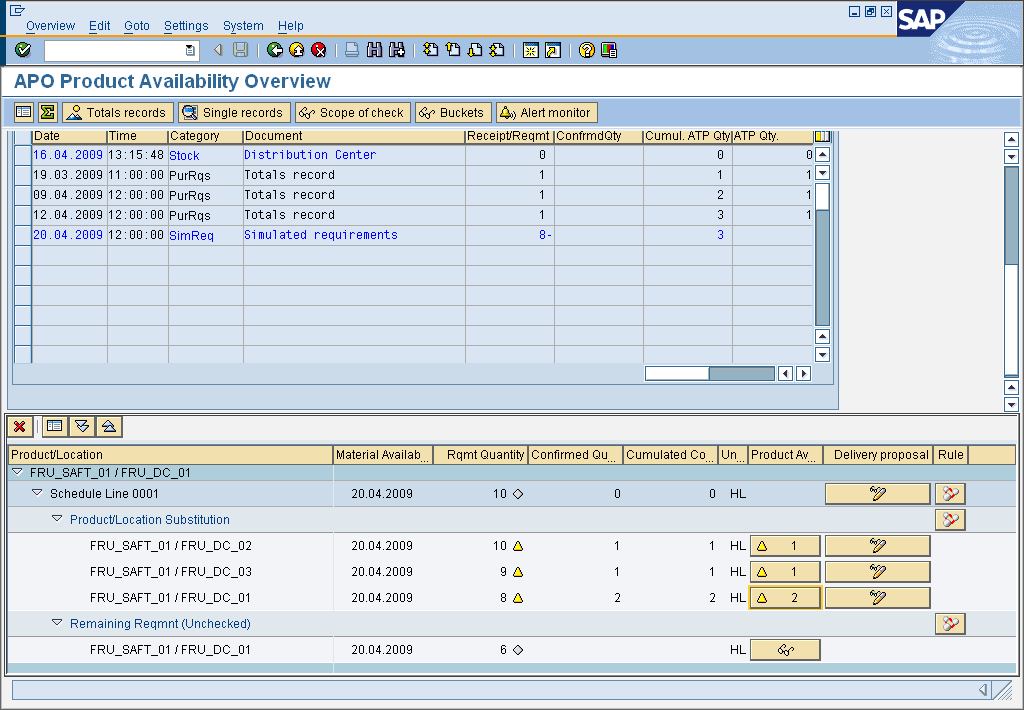 Overview Edit Goto Settings System Help
SAP
APO Product Availability Overview
Totals records Single records Scope of check Buckets Alert monitor
Date Time Category Document Receipt/Reqmt ConfirmdQty Cumul. ATP Qty ATP Qty.
16.04.2009 13:15:48 Stock Distribution Center 0 0 0
19.03.2009 11:00:00 PurRqs Totals record 1 1 1
09.04.2009 12:00:00 PurRqs Totals record 1 2 1
12.04.2009 12:00:00 PurRqs Totals record 1 3 1
20.04.2009 12:00:00 SimReq Simulated requirements 8- 3
Product/Location Material Availab... Rqmt Quantity Confirmed Qu... Cumulated Co... Un... Product Av... Delivery proposal Rule
FRU_SAFT_01 / FRU_DC_01
Schedule Line 0001 20.04.2009 10 0 0 HL
Product/Location Substitution
FRU_SAFT_01 / FRU_DC_02 20.04.2009 10 1 1 HL 1
FRU_SAFT_01 / FRU_DC_03 20.04.2009 9 1 1 HL 1
FRU_SAFT_01 / FRU_DC_01 20.04.2009 8 2 2 HL 2
Remaining Reqmnt (Unchecked)
FRU_SAFT_01 / FRU_DC_01 20.04.2009 6 HL